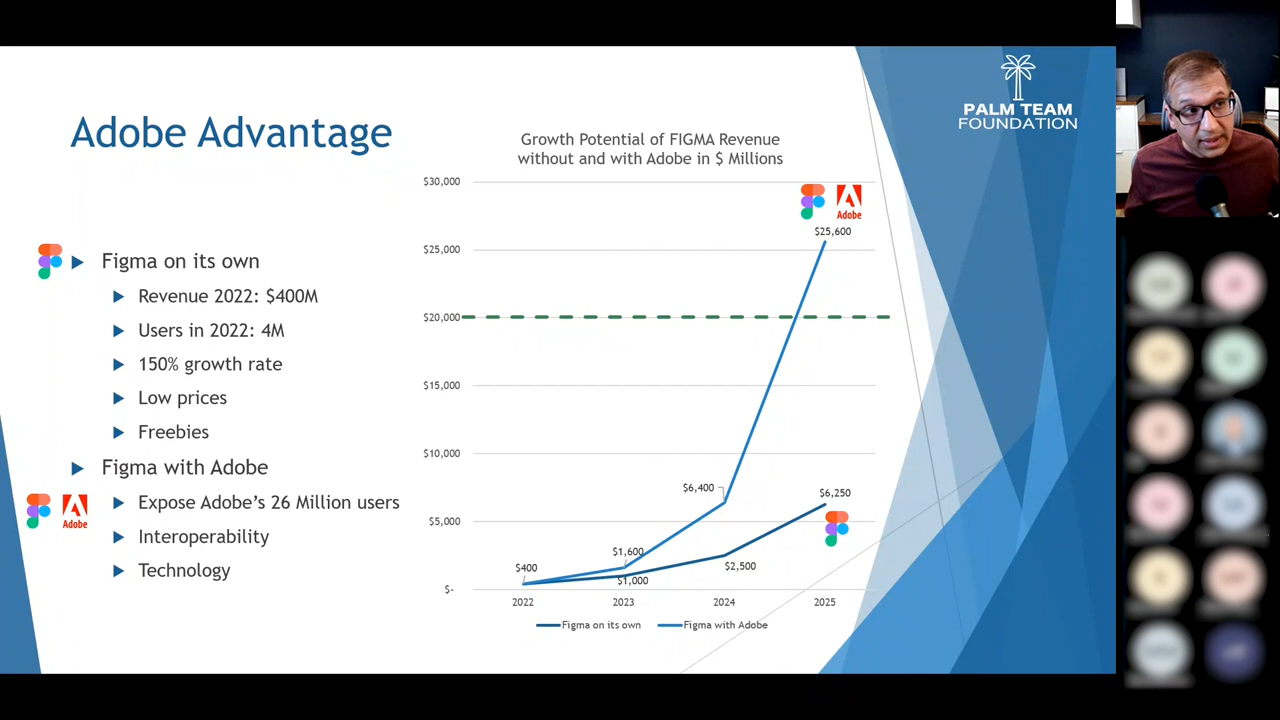 PALM TEAM
FOUNDATION
Adobe Advantage
Figma on its own
Revenue 2022: $400M
Users in 2022: 4M
150% growth rate
Low prices
Freebies
Figma with Adobe
Expose Adobe's 26 Million users
Interoperability
Technology
Adobe
Growth Potential of FIGMA Revenue
without and with Adobe in $ Millions
$30,000
$25,000
$20,000
$15,000
$10,000
$5,000
$-
Adobe
$25,600
$6,400
$6,250
$1,600
$2,500
$400
$1,000
2022
2023
2024
2025
Figma on its own
Figma with Adobe